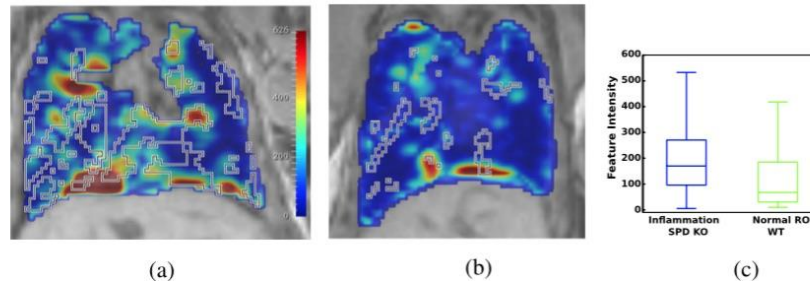 626
400
200
0
600
500
400
300
200
100
0
Feature Intensity
Inflammation
SPD KO
Normal RO
WT
(a)
(b)
(c)